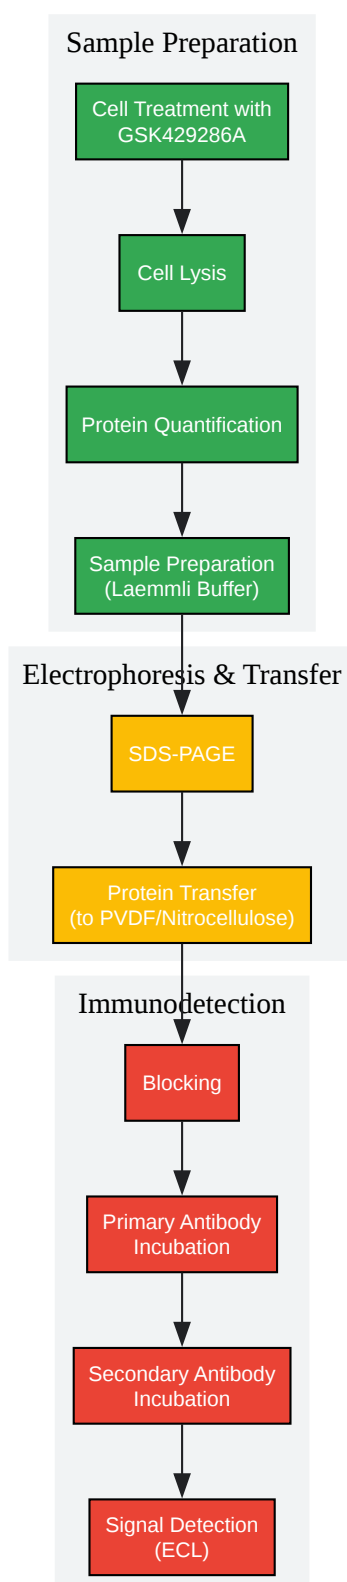 Sample Preparation
Cell Treatment with
GSK429286A
Cell Lysis
Protein Quantification
Sample Preparation
(Laemmli Buffer)
Electrophoresis & Transfer
SDS-PAGE
Protein Transfer
(to PVDF/Nitrocellulose)
Immunodetection
Blocking
Primary Antibody
Incubation
Secondary Antibody
Incubation
Signal Detection
(ECL)